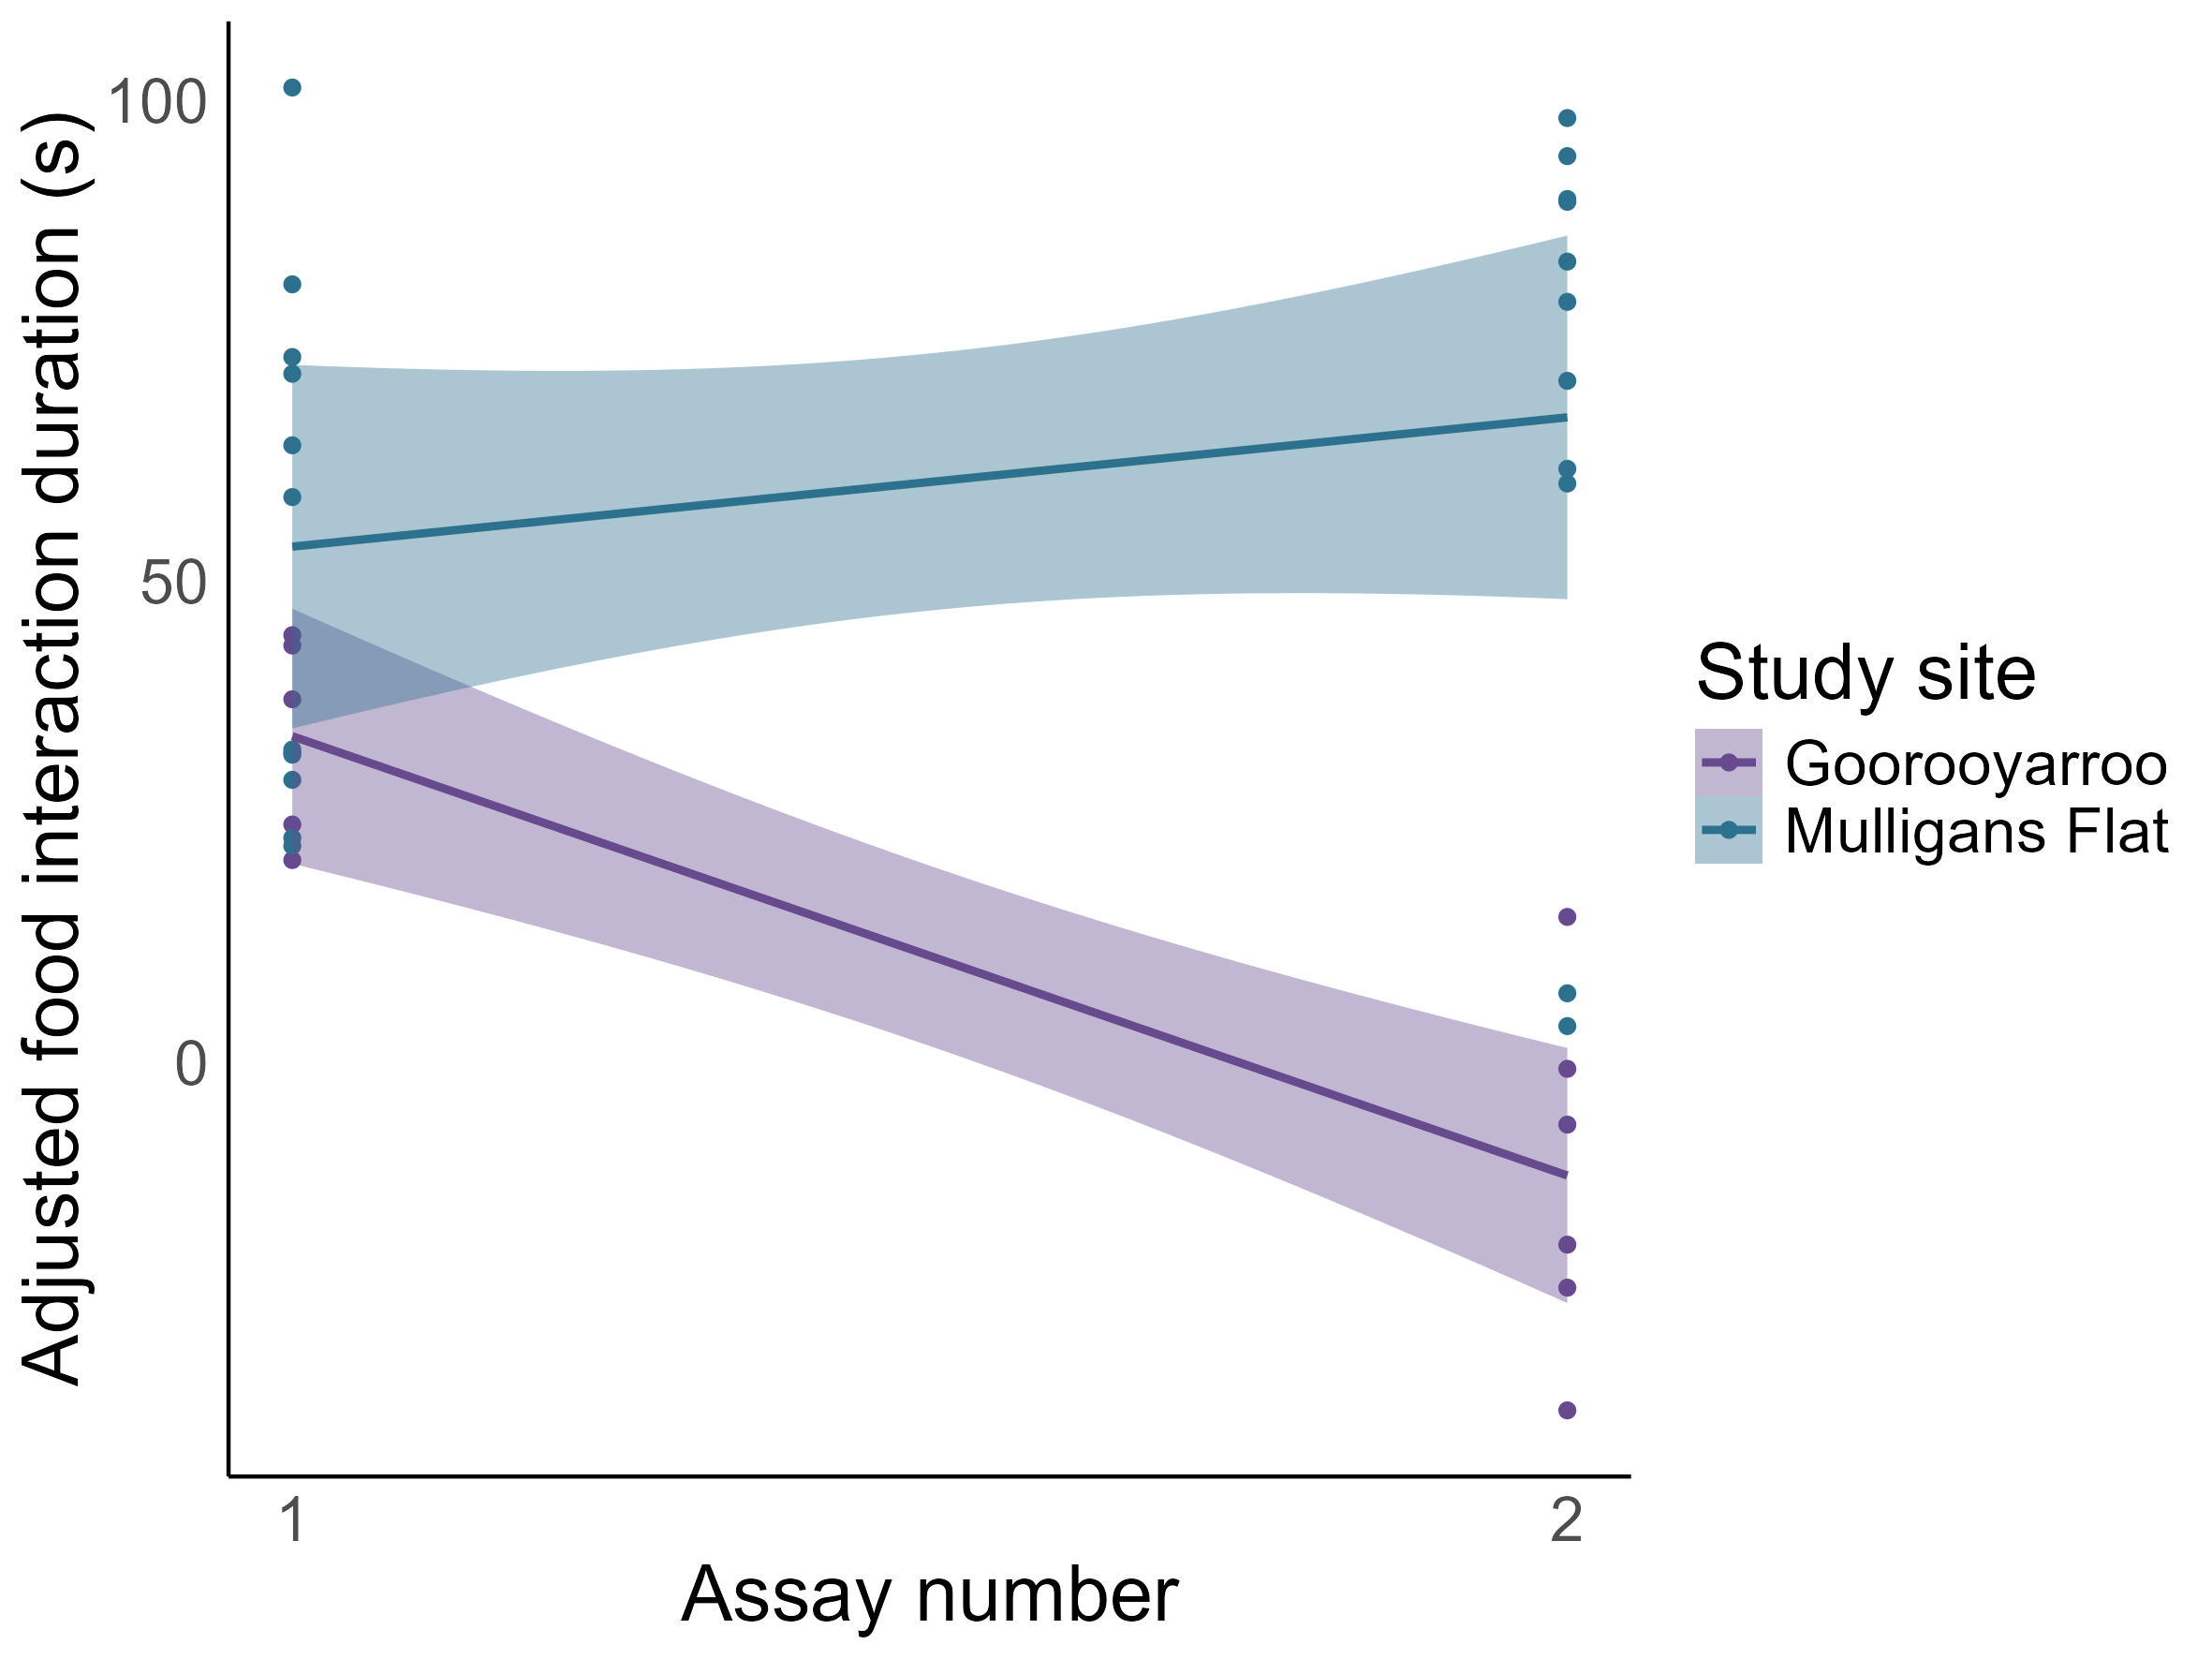 Adjusted food interaction duration (s)
100
50
0
1
2
Assay number
Study site
Goorooyarroo
Mulligans Flat